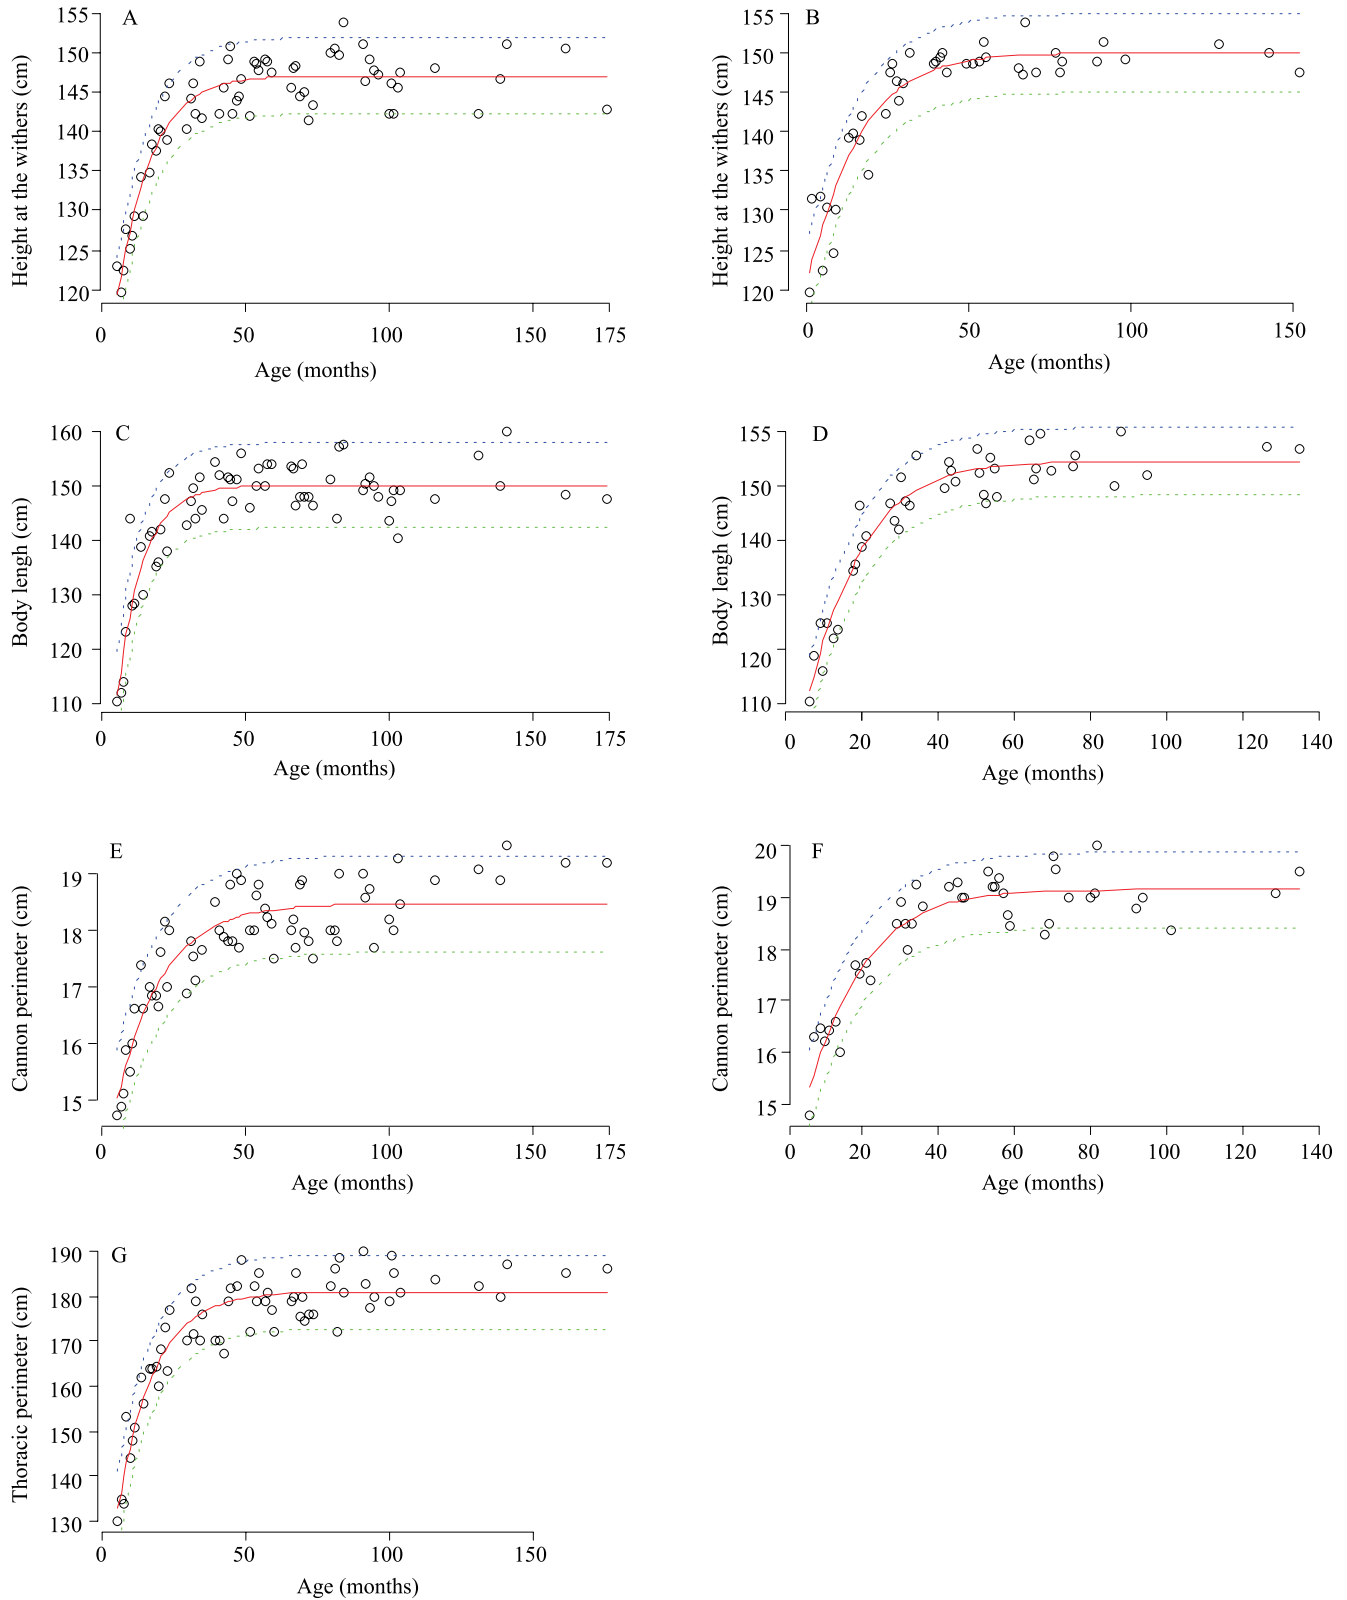 A
155
150
145
140
135
130
125
120
Height at the withers (cm)
0 50 100 150 175
Age (months)
B
155
150
145
140
135
130
125
120
Height at the withers (cm)
0 50 100 150
Age (months)
C
160
150
140
130
120
110
Body lengh (cm)
0 50 100 150 175
Age (months)
D
155
150
140
130
120
110
Body lengh (cm)
0 20 40 60 80 100 120 140
Age (months)
E
19
18
17
16
15
Cannon perimeter (cm)
0 50 100 150 175
Age (months)
F
20
19
18
17
16
15
Cannon perimeter (cm)
0 20 40 60 80 100 120 140
Age (months)
G
190
180
170
160
150
140
130
Thoracic perimeter (cm)
0 50 100 150
Age (months)